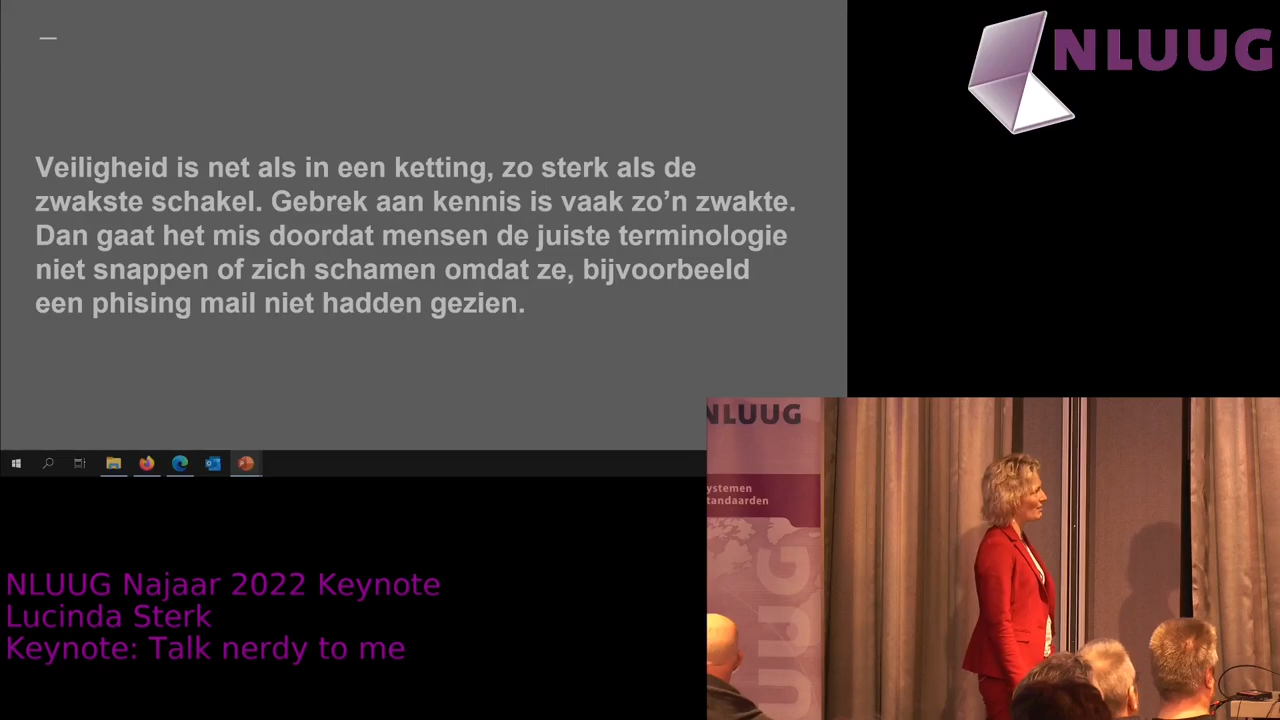 NLUUG
Veiligheid is net als in een ketting, zo sterk als de
zwakste schakel. Gebrek aan kennis is vaak zo’n zwakte.
Dan gaat het mis doordat mensen de juiste terminologie
niet snappen of zich schamen omdat ze, bijvoorbeeld
een phising mail niet hadden gezien.
NLUUG
ystemen
tandaarden
NLUUG
NLUUG Najaar 2022 Keynote
Lucinda Sterk
Keynote: Talk nerdy to me